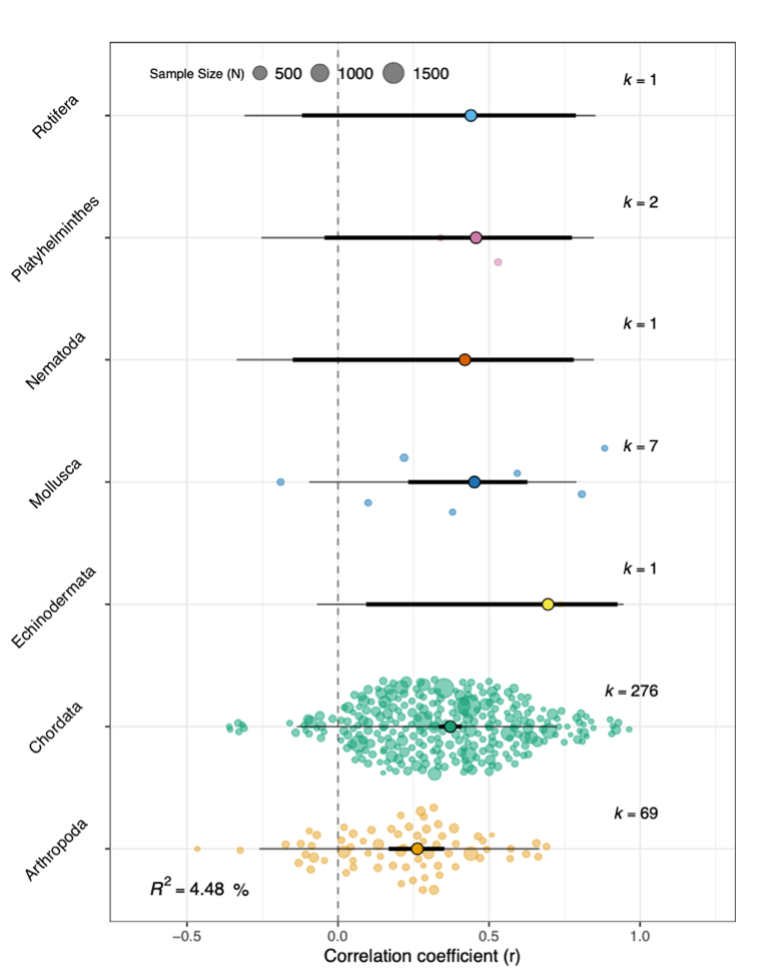 Sample Size (N) 500 1000 1500
Rotifera
k = 1
Platyhelminthes
k = 2
Nematoda
k = 1
Mollusca
k = 7
Echinodermata
k = 1
Chordata
k = 276
Arthropoda
k = 69
R² = 4.48 %
−0.5 0.0 0.5 1.0
Correlation coefficient (r)